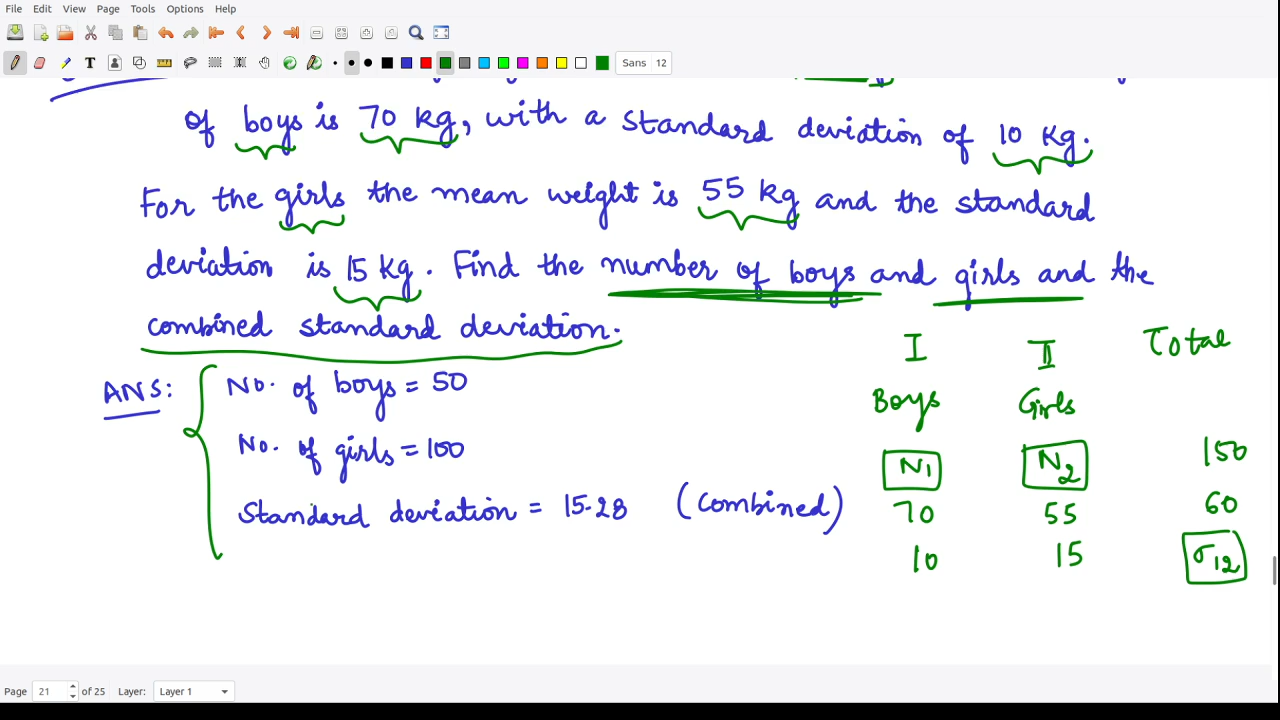 File Edit View Page Tools Options Help
T Sans 12
of boys is 70 kg, with a standard deviation of 10 Kg.
For the girls the mean weight is 55 kg and the standard
deviation is 15 Kg. Find the number of boys and girls and the
combined standard deviation.
I II Total
ANS: No. of boys = 50
Boys Girls
No. of girls = 100
N1 N2 150
Standard deviation = 15.28 (Combined)
70 55 60
10 15 σ12
Page 21 of 25 Layer: Layer 1